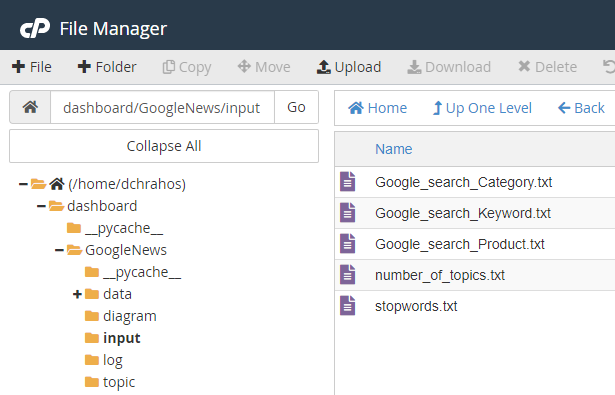 cP File Manager
File Folder Copy Move Upload Download Delete
dashboard/GoogleNews/input Go
Home Up One Level Back
Collapse All
Name
(/home/dchrahos)
dashboard
__pycache__
GoogleNews
__pycache__
data
diagram
input
log
topic
Google_search_Category.txt
Google_search_Keyword.txt
Google_search_Product.txt
number_of_topics.txt
stopwords.txt